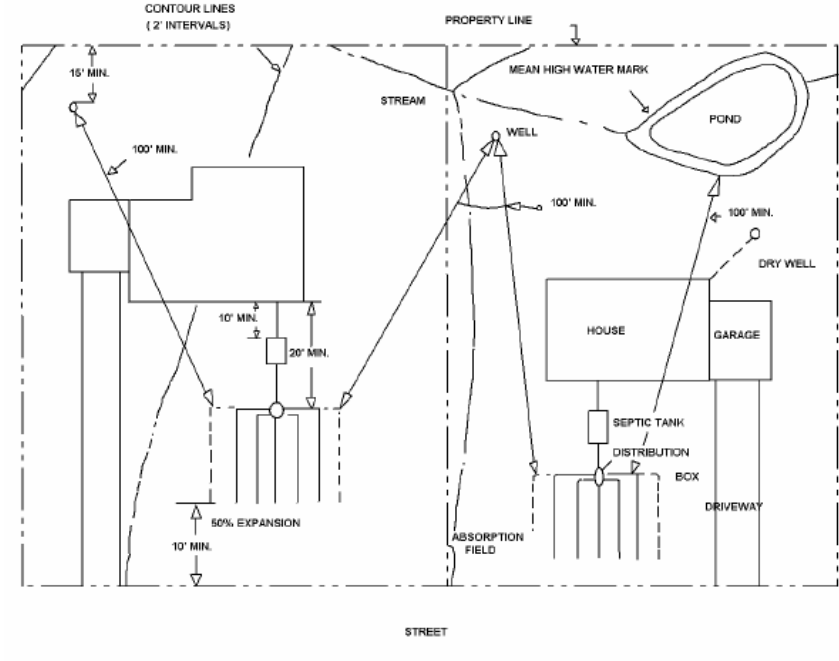 CONTOUR LINES
( 2' INTERVALS)
PROPERTY LINE
15' MIN.
MEAN HIGH WATER MARK
STREAM
POND
WELL
100' MIN.
100' MIN.
100' MIN.
DRY WELL
10' MIN.
HOUSE
GARAGE
20' MIN.
SEPTIC TANK
DISTRIBUTION
BOX
DRIVEWAY
50% EXPANSION
ABSORPTION
FIELD
10' MIN.
STREET